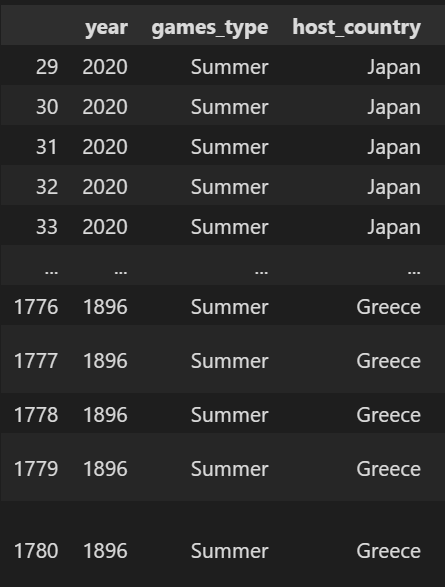 year games_type host_country
29 2020 Summer Japan
30 2020 Summer Japan
31 2020 Summer Japan
32 2020 Summer Japan
33 2020 Summer Japan
... ... ... ...
1776 1896 Summer Greece
1777 1896 Summer Greece
1778 1896 Summer Greece
1779 1896 Summer Greece
1780 1896 Summer Greece